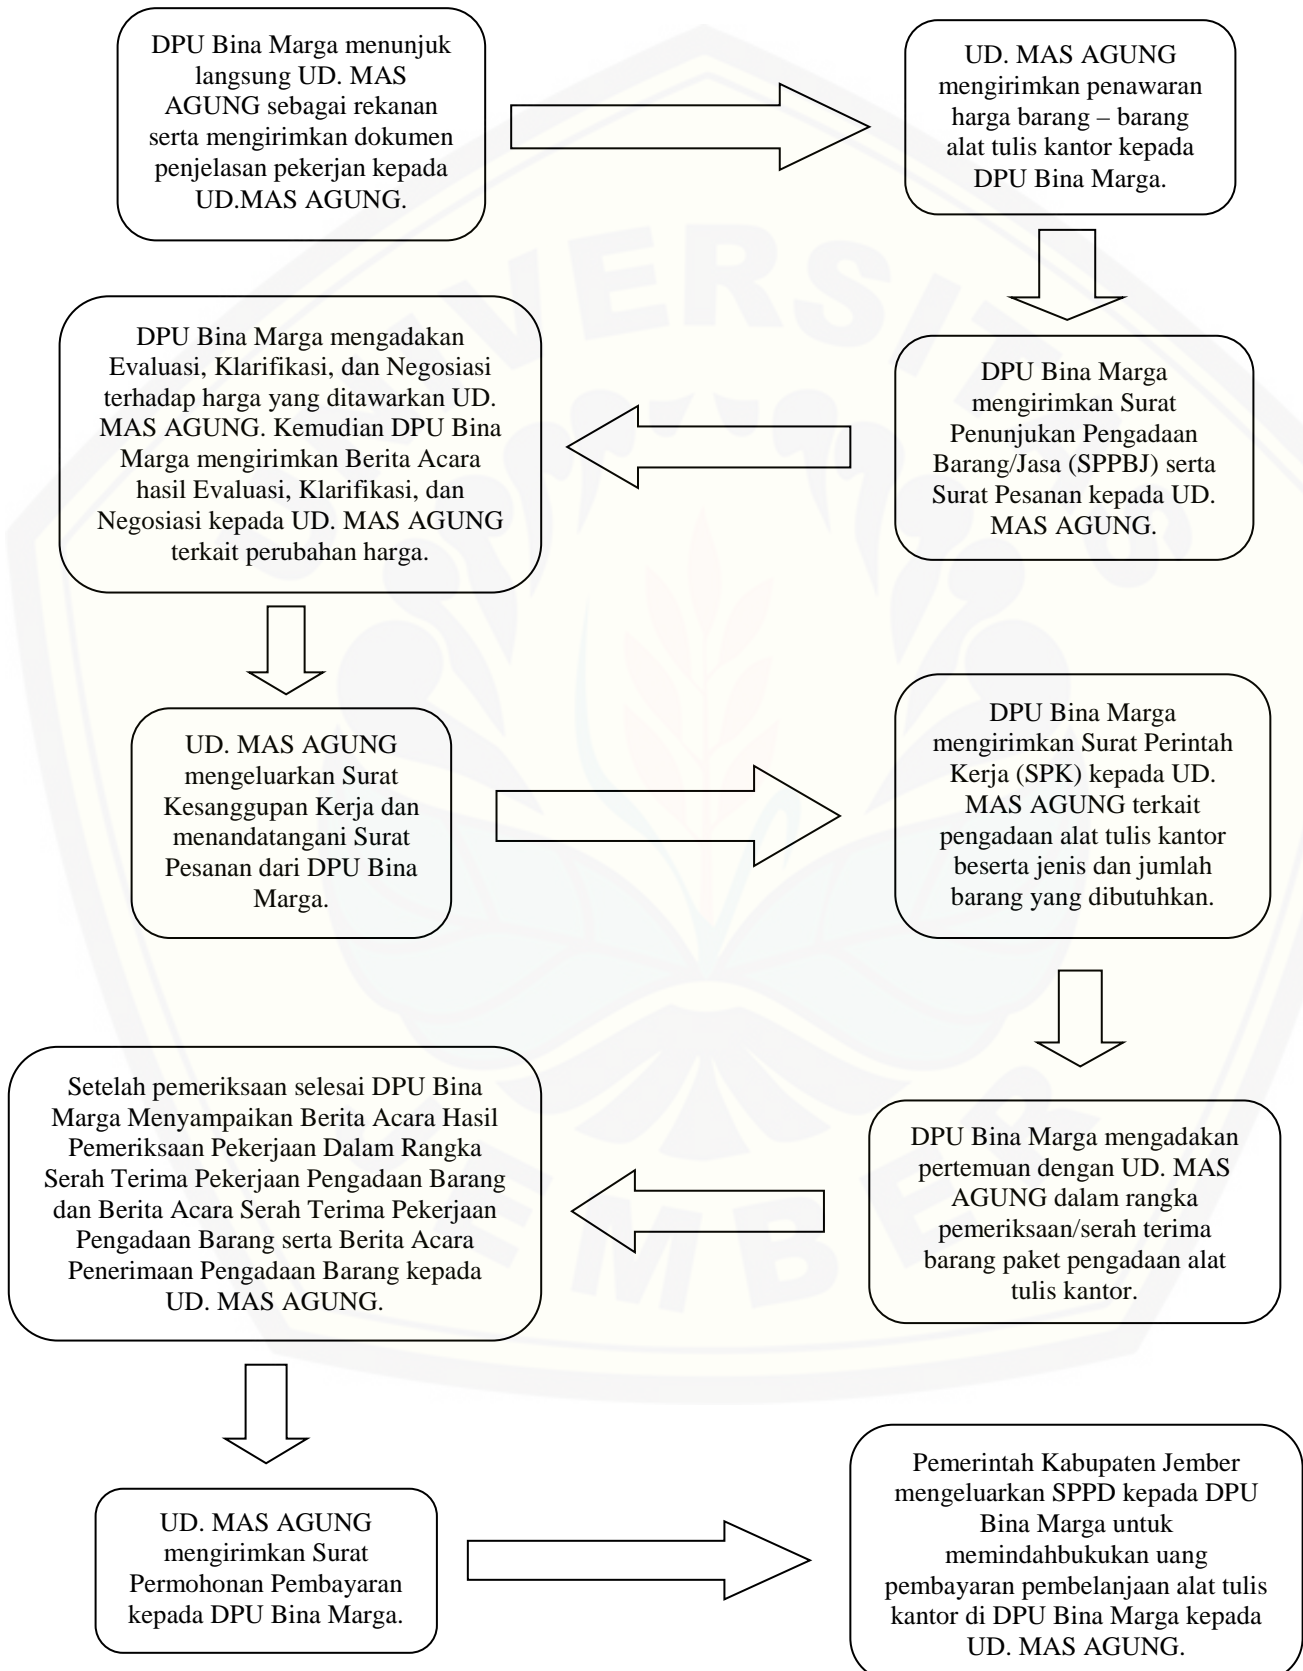 DPU Bina Marga menunjuk
langsung UD. MAS
AGUNG sebagai rekanan
serta mengirimkan dokumen
penjelasan pekerjan kepada
UD.MAS AGUNG.
UD. MAS AGUNG
mengirimkan penawaran
harga barang – barang
alat tulis kantor kepada
DPU Bina Marga.
DPU Bina Marga
mengirimkan Surat
Penunjukan Pengadaan
Barang/Jasa (SPPBJ) serta
Surat Pesanan kepada UD.
MAS AGUNG.
DPU Bina Marga mengadakan
Evaluasi, Klarifikasi, dan Negosiasi
terhadap harga yang ditawarkan UD.
MAS AGUNG. Kemudian DPU Bina
Marga mengirimkan Berita Acara
hasil Evaluasi, Klarifikasi, dan
Negosiasi kepada UD. MAS AGUNG
terkait perubahan harga.
UD. MAS AGUNG
mengeluarkan Surat
Kesanggupan Kerja dan
menandatangani Surat
Pesanan dari DPU Bina
Marga.
DPU Bina Marga
mengirimkan Surat Perintah
Kerja (SPK) kepada UD.
MAS AGUNG terkait
pengadaan alat tulis kantor
beserta jenis dan jumlah
barang yang dibutuhkan.
DPU Bina Marga mengadakan
pertemuan dengan UD. MAS
AGUNG dalam rangka
pemeriksaan/serah terima
barang paket pengadaan alat
tulis kantor.
Setelah pemeriksaan selesai DPU Bina
Marga Menyampaikan Berita Acara Hasil
Pemeriksaan Pekerjaan Dalam Rangka
Serah Terima Pekerjaan Pengadaan Barang
dan Berita Acara Serah Terima Pekerjaan
Pengadaan Barang serta Berita Acara
Penerimaan Pengadaan Barang kepada
UD. MAS AGUNG.
UD. MAS AGUNG
mengirimkan Surat
Permohonan Pembayaran
kepada DPU Bina Marga.
Pemerintah Kabupaten Jember
mengeluarkan SPPD kepada DPU
Bina Marga untuk
memindahbukukan uang
pembayaran pembelanjaan alat tulis
kantor di DPU Bina Marga kepada
UD. MAS AGUNG.
UNIVERSITAS
JEMBER